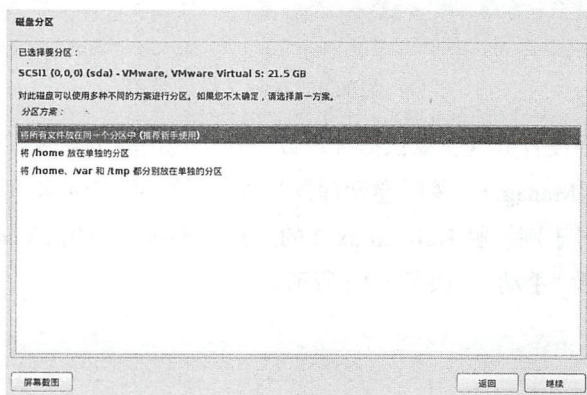 磁盘分区
已选择要分区：
SCSI1 (0,0,0) (sda) - VMware, VMware Virtual S: 21.5 GB
对此磁盘可以使用多种不同的方案进行分区。如果您不太确定，请选择第一方案。
分区方案：
将所有文件放在同一个分区中 (推荐新手使用)
将 /home 放在单独的分区
将 /home、/var 和 /tmp 都分别放在单独的分区
屏幕截图
返回
继续